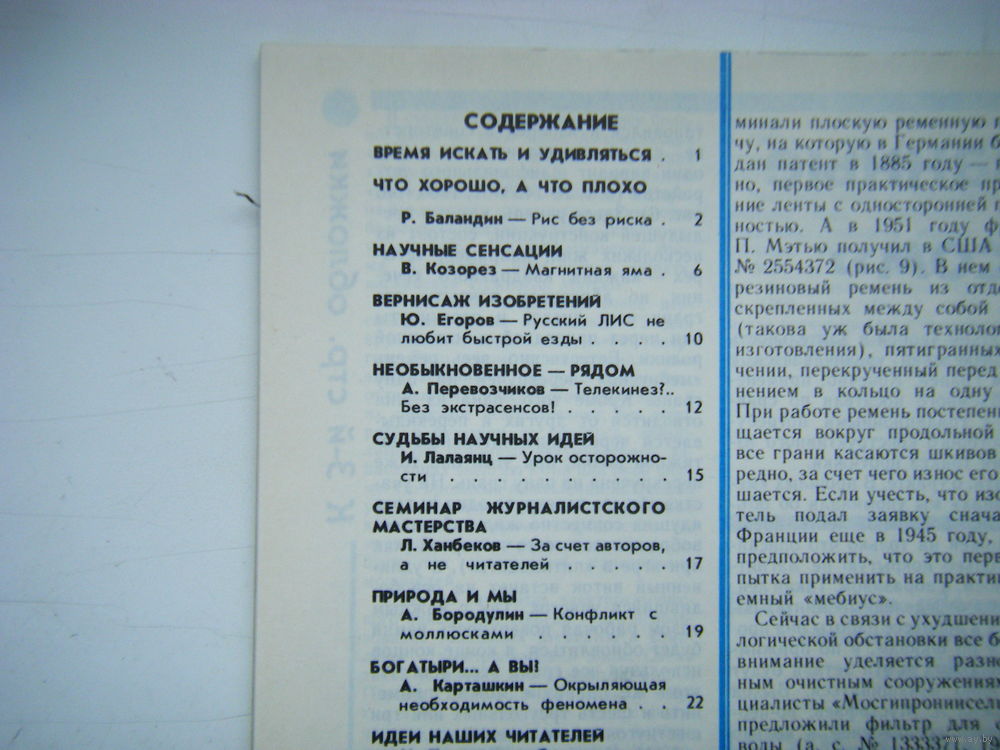 СОДЕРЖАНИЕ
ВРЕМЯ ИСКАТЬ И УДИВЛЯТЬСЯ . 1
ЧТО ХОРОШО, А ЧТО ПЛОХО
Р. Баландин — Рис без риска . 2
НАУЧНЫЕ СЕНСАЦИИ
В. Козорез — Магнитная яма . 6
ВЕРНИСАЖ ИЗОБРЕТЕНИЙ
Ю. Егоров — Русский ЛИС не
любит быстрой езды . . . . . 10
НЕОБЫКНОВЕННОЕ — РЯДОМ
А. Перевозчиков — Телекинез?..
Без экстрасенсов! . . . . . . 12
СУДЬБЫ НАУЧНЫХ ИДЕЙ
И. Лалаянц — Урок осторожно-
сти . . . . . . . . . . . 15
СЕМИНАР ЖУРНАЛИСТСКОГО
МАСТЕРСТВА
Л. Ханбеков — За счет авторов,
а не читателей . . . . . . 17
ПРИРОДА И МЫ
А. Бородулин — Конфликт с
моллюсками . . . . . . . . 19
БОГАТЫРИ... А ВЫ?
А. Карташкин — Окрыляющая
необходимость феномена . . 22
ИДЕИ НАШИХ ЧИТАТЕЛЕЙ
минали плоскую ременную
чу, на которую в Германии
дан патент в 1885 году —
но, первое практическое
ние ленты с односторонней
ностью. А в 1951 году
П. Мэтью получил в США
№ 2554372 (рис. 9). В нем
резиновый ремень из
скрепленных между собой
(такова уж была
изготовления), пятигранных
чении, перекрученный перед
нением в кольцо на одну
При работе ремень
щается вокруг продольной
все грани касаются шкивов
редно, за счет чего износ его
шается. Если учесть, что
тель подал заявку
Франции еще в 1945 году,
предположить, что это
пытка применить на
емный «мебиус».
Сейчас в связи с
логической обстановки все
внимание уделяется
ным очистным
циалисты
предложили фильтр для
воды (а. с. №
К 3-й стр. обложки
www.ay.by